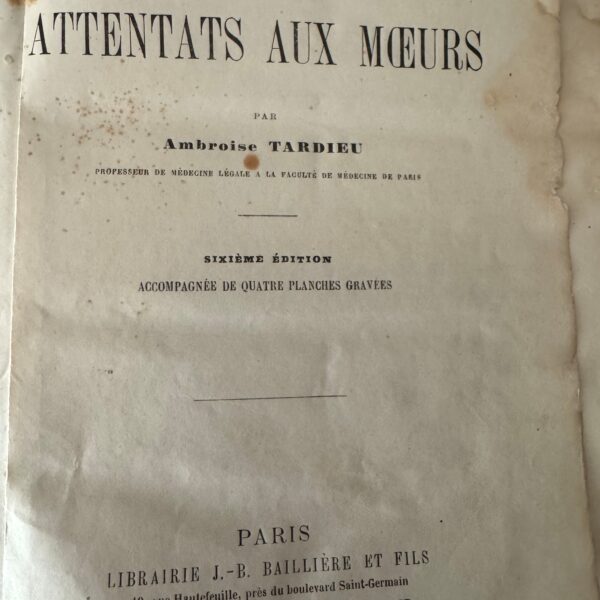 ATTENTATS AUX MŒURS
PAR
Ambroise TARDIEU
PROFESSEUR DE MÉDECINE LÉGALE A LA FACULTÉ DE MÉDECINE DE PARIS
SIXIÈME ÉDITION
ACCOMPAGNÉE DE QUATRE PLANCHES GRAVÉES
PARIS
LIBRAIRIE J.-B. BAILLIÈRE ET FILS
rue Hautefeuille, près du boulevard Saint-Germain